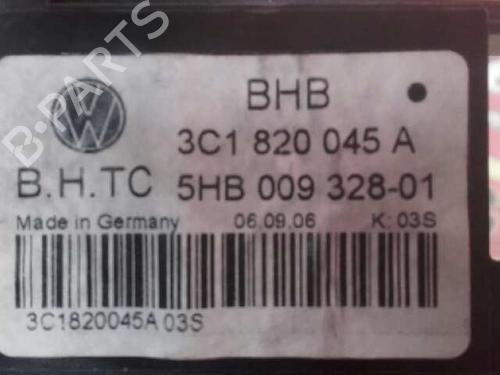 BHB
3C1 820 045 A
B.H.TC 5HB 009 328-01
Made in Germany 06.09.06 K: 03S
3C1820045A 03S
B-PARTS